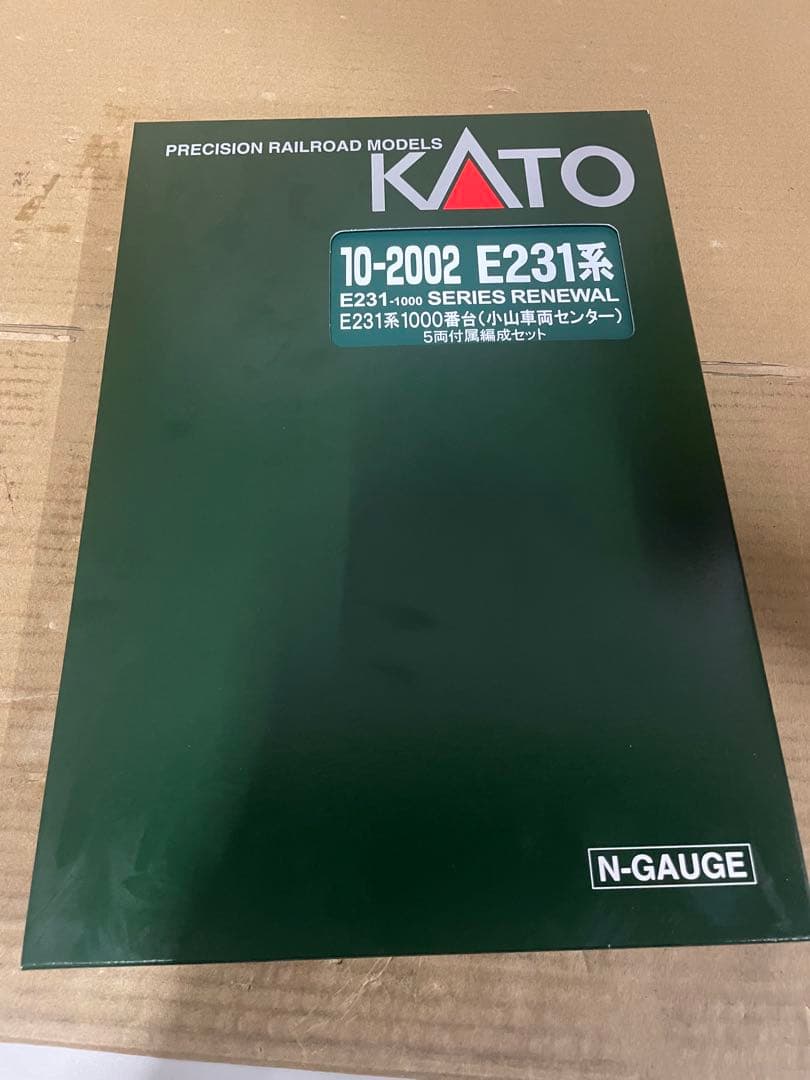 PRECISION RAILROAD MODELS
KATO
10-2002 E231系
E231-1000 SERIES RENEWAL
E231系1000番台(小山車両センター)
5両付属編成セット
N-GAUGE